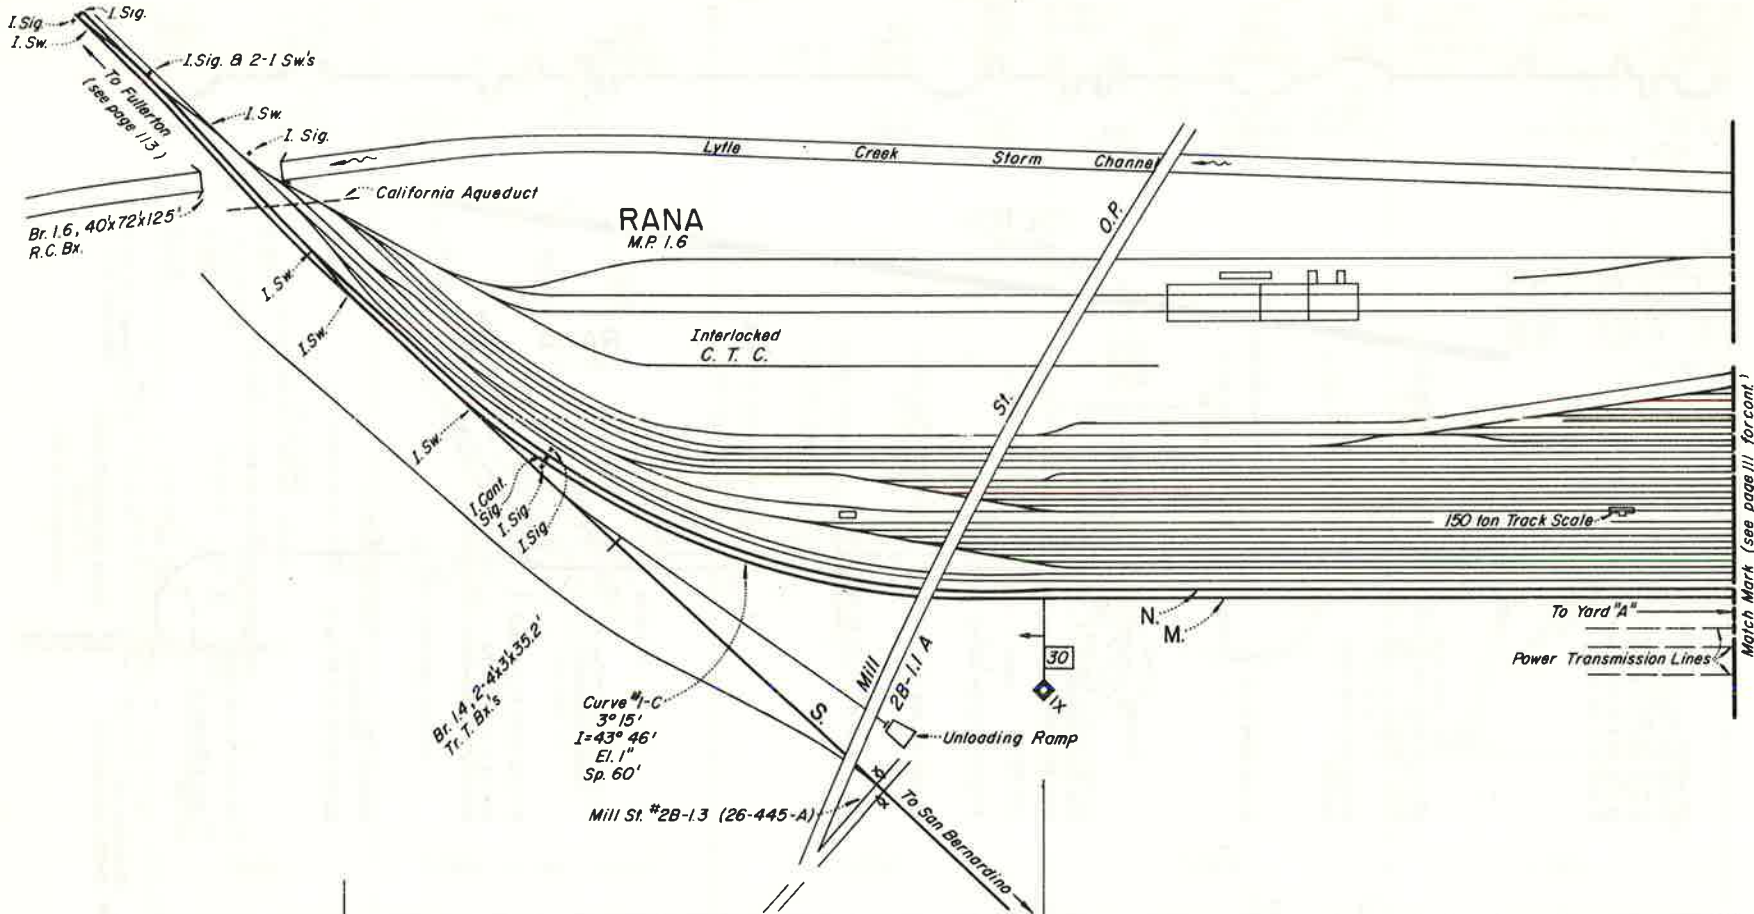 I. Sig.
I. Sig.
I. Sw.
I. Sig. & 2-I Sw.'s
To Fullerton
(see page 113)
I. Sw.
I. Sig.
Lytle Creek Storm Channel
California Aqueduct
Br. 1.6, 40'x72'x125'
R.C. Bx.
RANA
M.P. 1.6
O.P.
I. Sw.
I. Sw.
Interlocked
C. T. C.
St.
I. Sw.
I. Cant.
Sig.
I. Sig.
I. Sig.
150 ton Track Scale
Match Mark (see page 111 for cont.)
N.
M.
To Yard "A"
Power Transmission Lines
30
1X
Mill
2B-1.1 A
S.
Br. 1.4, 2-4'x3'x35.2'
Tr. T. Bx.'s
Curve #1-C
3° 15'
I=43° 46'
El. 1"
Sp. 60'
Unloading Ramp
Mill St. #2B-1.3 (26-445-A)
To San Bernardino